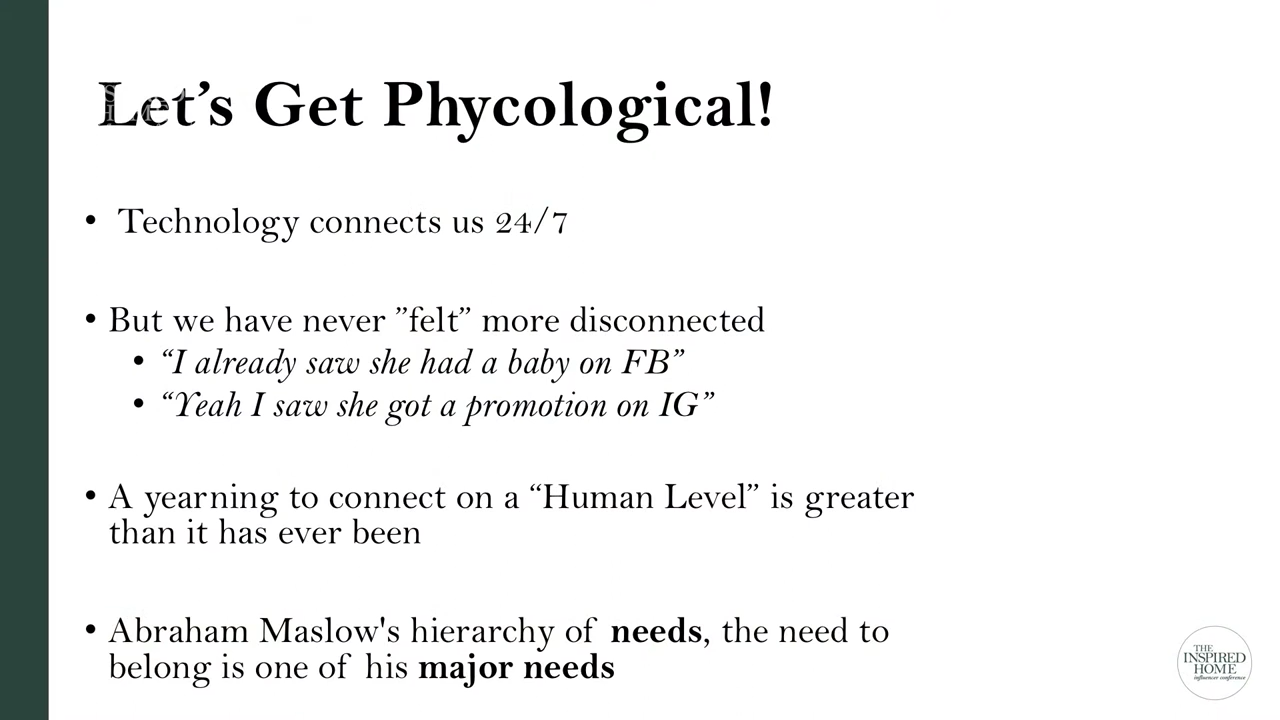 Let’s Get Phycological!
• Technology connects us 24/7
• But we have never ”felt” more disconnected
• “I already saw she had a baby on FB”
• “Yeah I saw she got a promotion on IG”
• A yearning to connect on a “Human Level” is greater
than it has ever been
• Abraham Maslow's hierarchy of needs, the need to
belong is one of his major needs
THE
INSPIRED
HOME
influencer conference